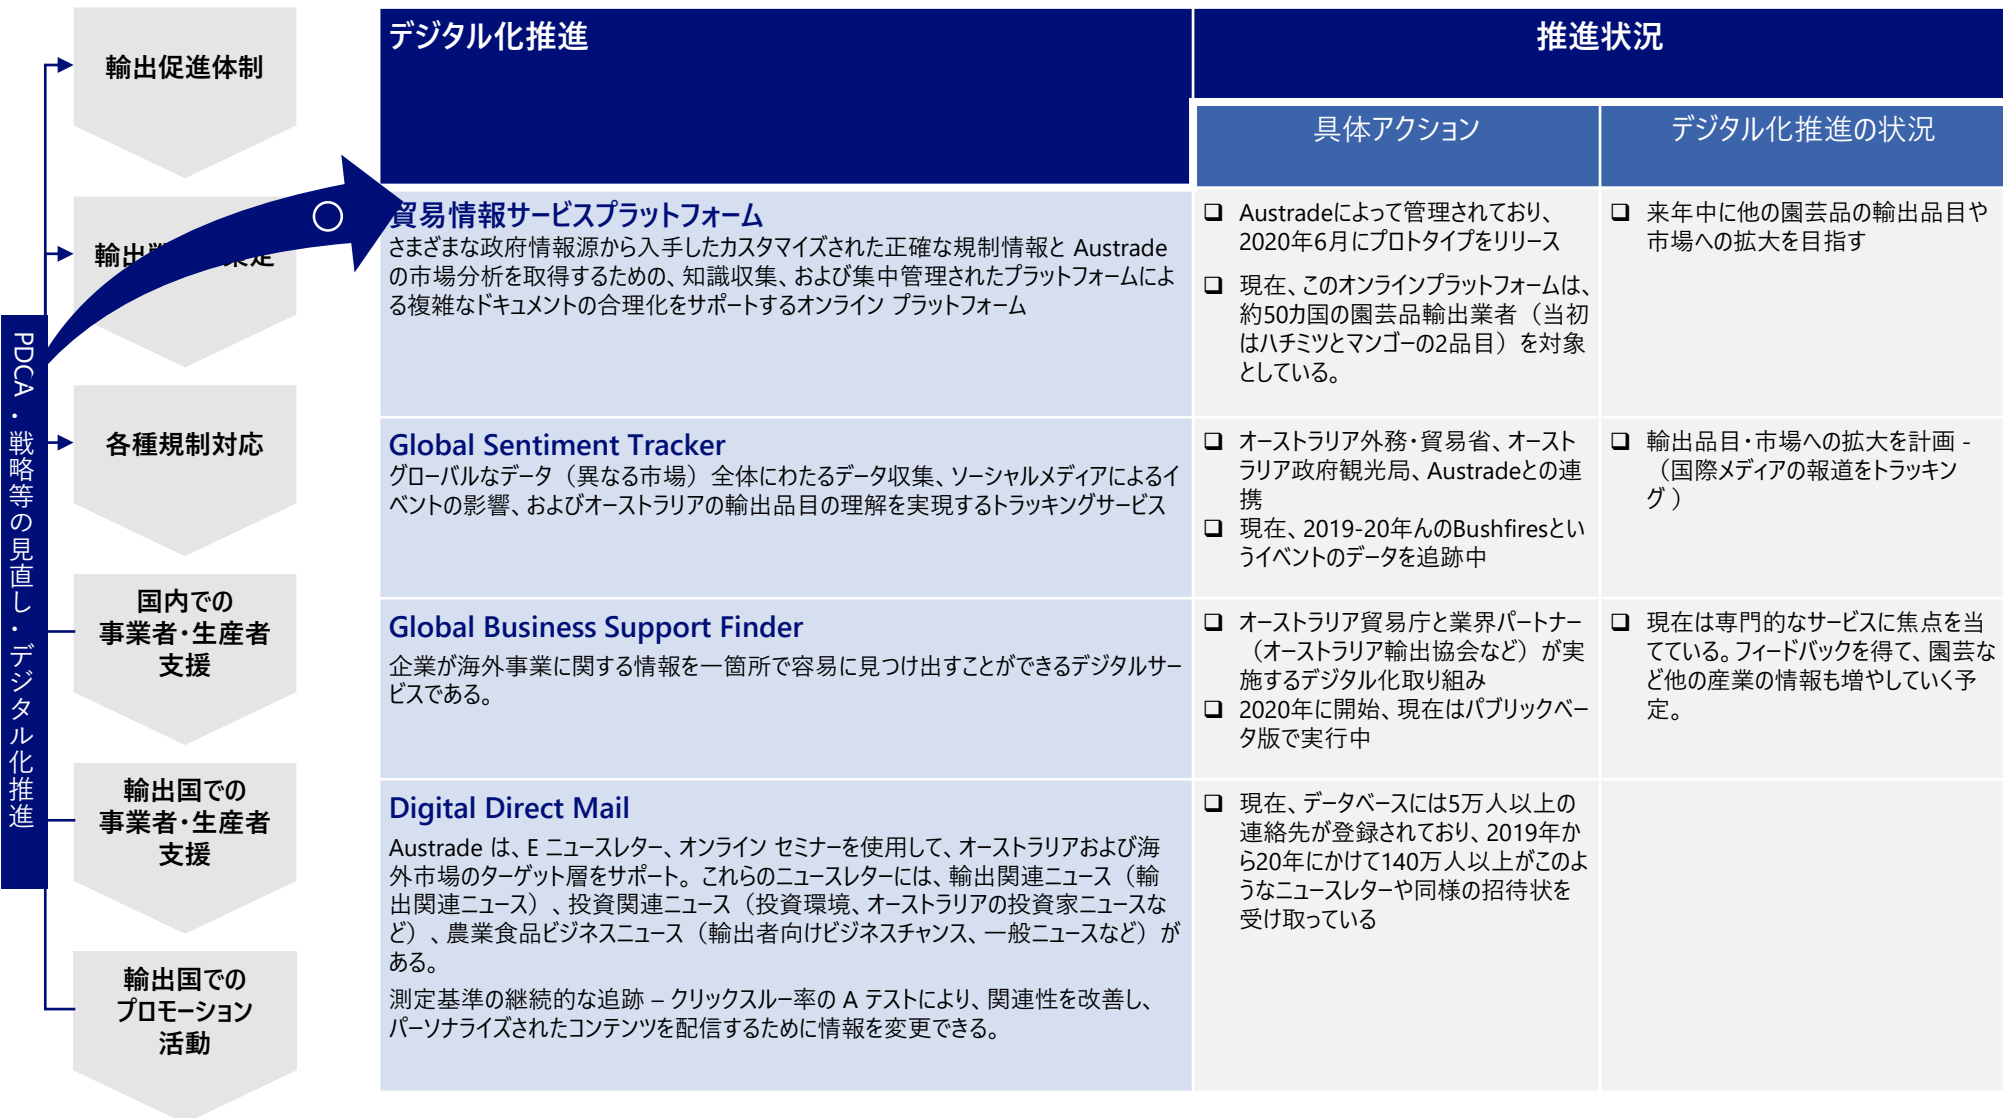 輸出促進体制
各種規制対応
国内での
事業者・生産者
支援
輸出国での
事業者・生産者
支援
輸出国での
プロモーション
活動
PDCA・戦略等の見直し・デジタル化推進
デジタル化推進
推進状況
具体アクション
デジタル化推進の状況
貿易情報サービスプラットフォーム
さまざまな政府情報源から入手したカスタマイズされた正確な規制情報と Austrade
の市場分析を取得するための、知識収集、および集中管理されたプラットフォームによ
る複雑なドキュメントの合理化をサポートするオンライン プラットフォーム
❑ Austradeによって管理されており、
2020年6月にプロトタイプをリリース
❑ 現在、このオンラインプラットフォームは、
約50カ国の園芸品輸出業者（当初
はハチミツとマンゴーの2品目）を対象
としている。
❑ 来年中に他の園芸品の輸出品目や
市場への拡大を目指す
Global Sentiment Tracker
グローバルなデータ（異なる市場）全体にわたるデータ収集、ソーシャルメディアによるイ
ベントの影響、およびオーストラリアの輸出品目の理解を実現するトラッキングサービス
❑ オーストラリア外務・貿易省、オースト
ラリア政府観光局、Austradeとの連
携
❑ 現在、2019-20年んのBushfiresとい
うイベントのデータを追跡中
❑ 輸出品目・市場への拡大を計画 -
（国際メディアの報道をトラッキン
グ ）
Global Business Support Finder
企業が海外事業に関する情報を一箇所で容易に見つけ出すことができるデジタルサー
ビスである。
❑ オーストラリア貿易庁と業界パートナー
（オーストラリア輸出協会など）が実
施するデジタル化取り組み
❑ 2020年に開始、現在はパブリックベー
タ版で実行中
❑ 現在は専門的なサービスに焦点を当
てている。フィードバックを得て、園芸な
ど他の産業の情報も増やしていく予
定。
Digital Direct Mail
Austrade は、E ニュースレター、オンライン セミナーを使用して、オーストラリアおよび海
外市場のターゲット層をサポート。これらのニュースレターには、輸出関連ニュース（輸
出関連ニュース）、投資関連ニュース（投資環境、オーストラリアの投資家ニュースな
ど）、農業食品ビジネスニュース（輸出者向けビジネスチャンス、一般ニュースなど）が
ある。
測定基準の継続的な追跡 – クリックスルー率の A テストにより、関連性を改善し、
パーソナライズされたコンテンツを配信するために情報を変更できる。
❑ 現在、データベースには5万人以上の
連絡先が登録されており、2019年か
ら20年にかけて140万人以上がこのよ
うなニュースレターや同様の招待状を
受け取っている